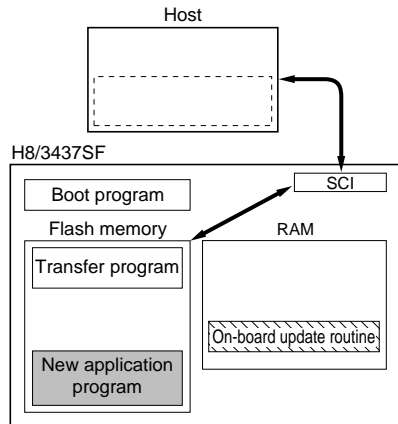 Host
H8/3437SF
SCI
Boot program
Flash memory
RAM
Transfer program
On-board update routine
New application
program